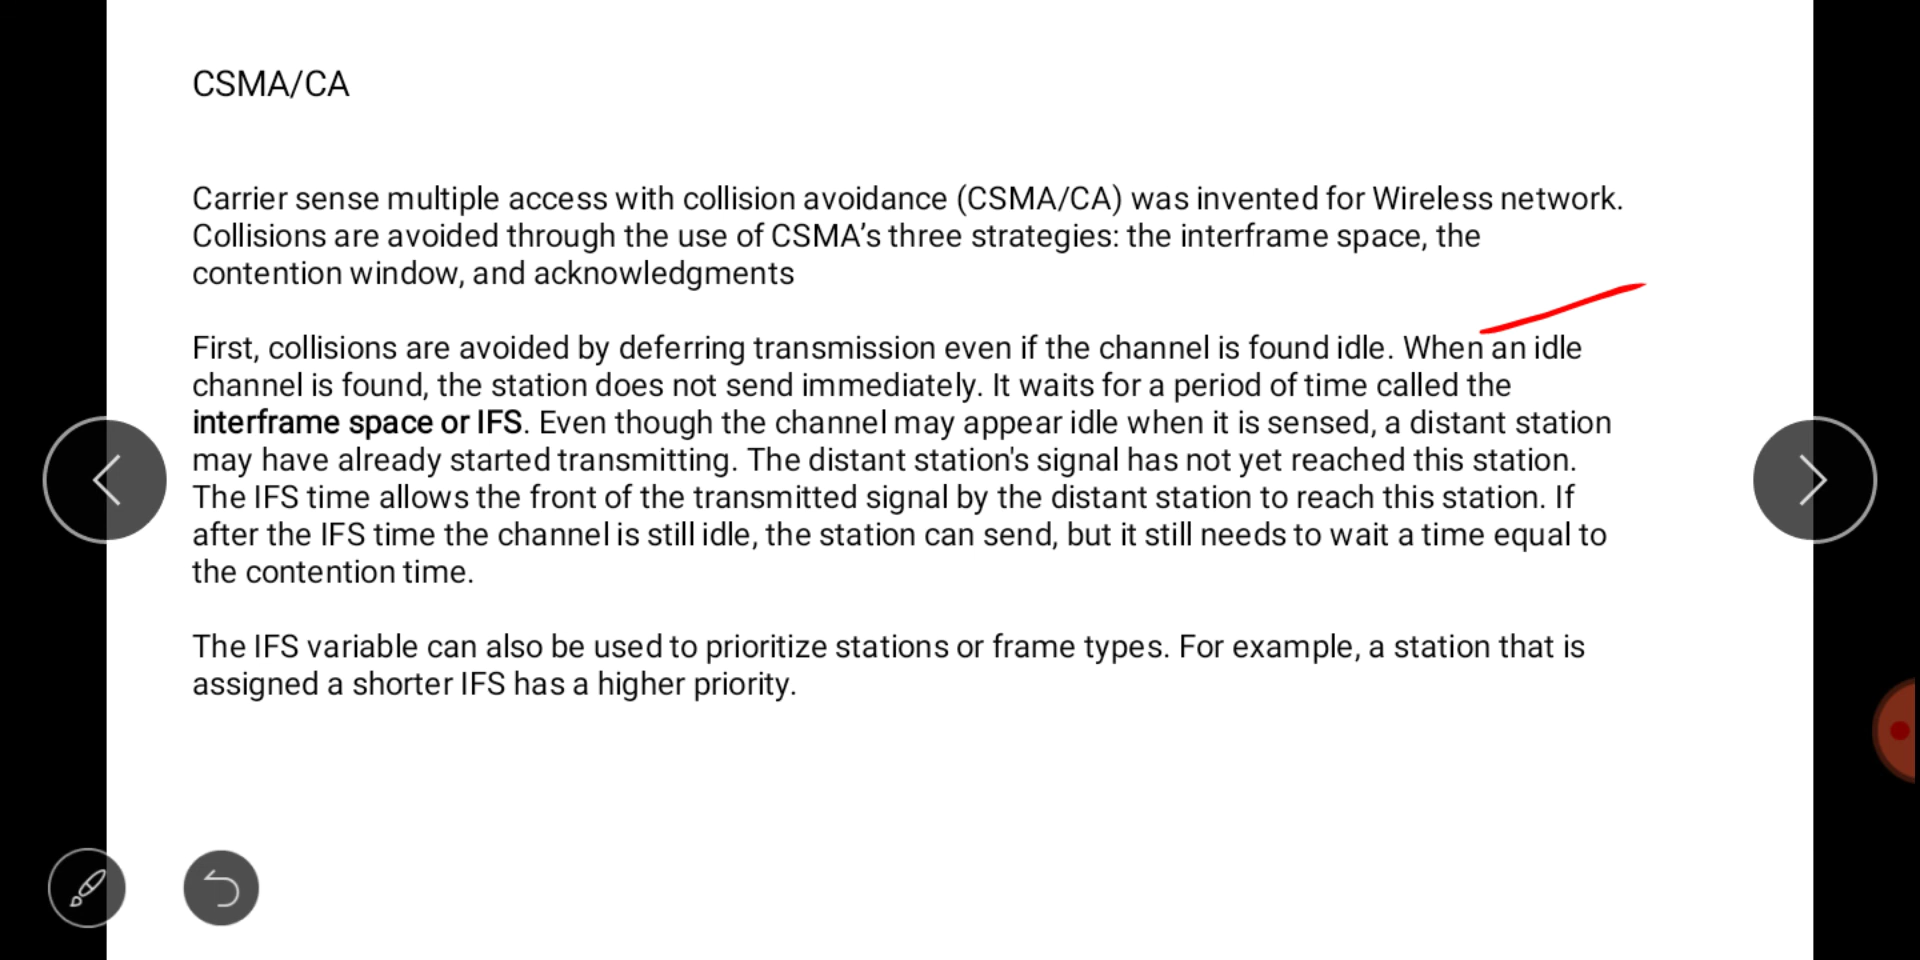 CSMA/CA
Carrier sense multiple access with collision avoidance (CSMA/CA) was invented for Wireless network.
Collisions are avoided through the use of CSMA’s three strategies: the interframe space, the
contention window, and acknowledgments
First, collisions are avoided by deferring transmission even if the channel is found idle. When an idle
channel is found, the station does not send immediately. It waits for a period of time called the
interframe space or IFS. Even though the channel may appear idle when it is sensed, a distant station
may have already started transmitting. The distant station's signal has not yet reached this station.
The IFS time allows the front of the transmitted signal by the distant station to reach this station. If
after the IFS time the channel is still idle, the station can send, but it still needs to wait a time equal to
the contention time.
The IFS variable can also be used to prioritize stations or frame types. For example, a station that is
assigned a shorter IFS has a higher priority.